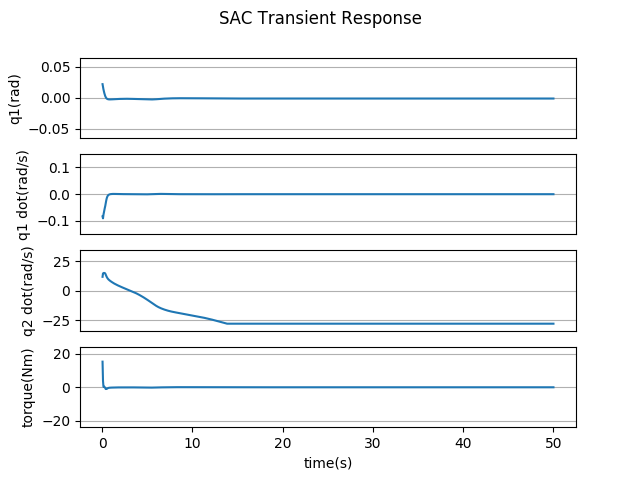 SAC Transient Response
q1(rad)
0.05
0.00
−0.05
q1 dot(rad/s)
0.1
0.0
−0.1
q2 dot(rad/s)
25
0
−25
torque(Nm)
20
0
−20
0 10 20 30 40 50
time(s)